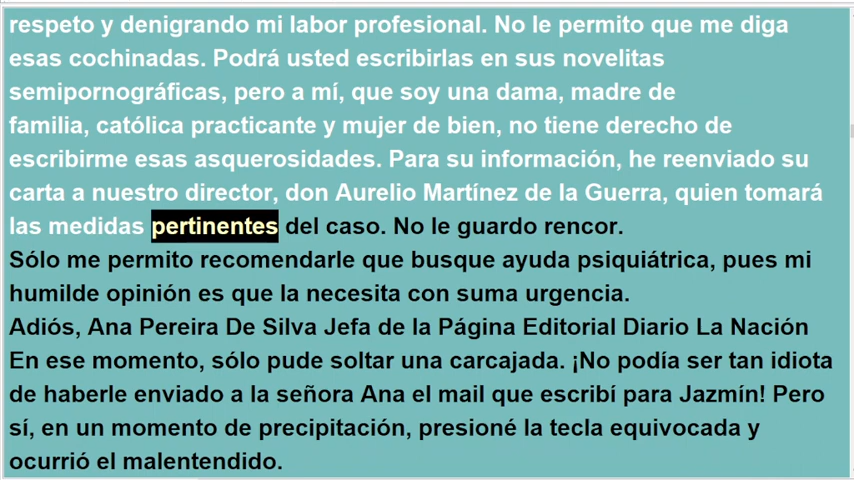 respeto y denigrando mi labor profesional. No le permito que me diga
esas cochinadas. Podrá usted escribirlas en sus novelitas
semipornográficas, pero a mí, que soy una dama, madre de
familia, católica practicante y mujer de bien, no tiene derecho de
escribirme esas asquerosidades. Para su información, he reenviado su
carta a nuestro director, don Aurelio Martínez de la Guerra, quien tomará
las medidas pertinentes del caso. No le guardo rencor.
Sólo me permito recomendarle que busque ayuda psiquiátrica, pues mi
humilde opinión es que la necesita con suma urgencia.
Adiós, Ana Pereira De Silva Jefa de la Página Editorial Diario La Nación
En ese momento, sólo pude soltar una carcajada. ¡No podía ser tan idiota
de haberle enviado a la señora Ana el mail que escribí para Jazmín! Pero
sí, en un momento de precipitación, presioné la tecla equivocada y
ocurrió el malentendido.